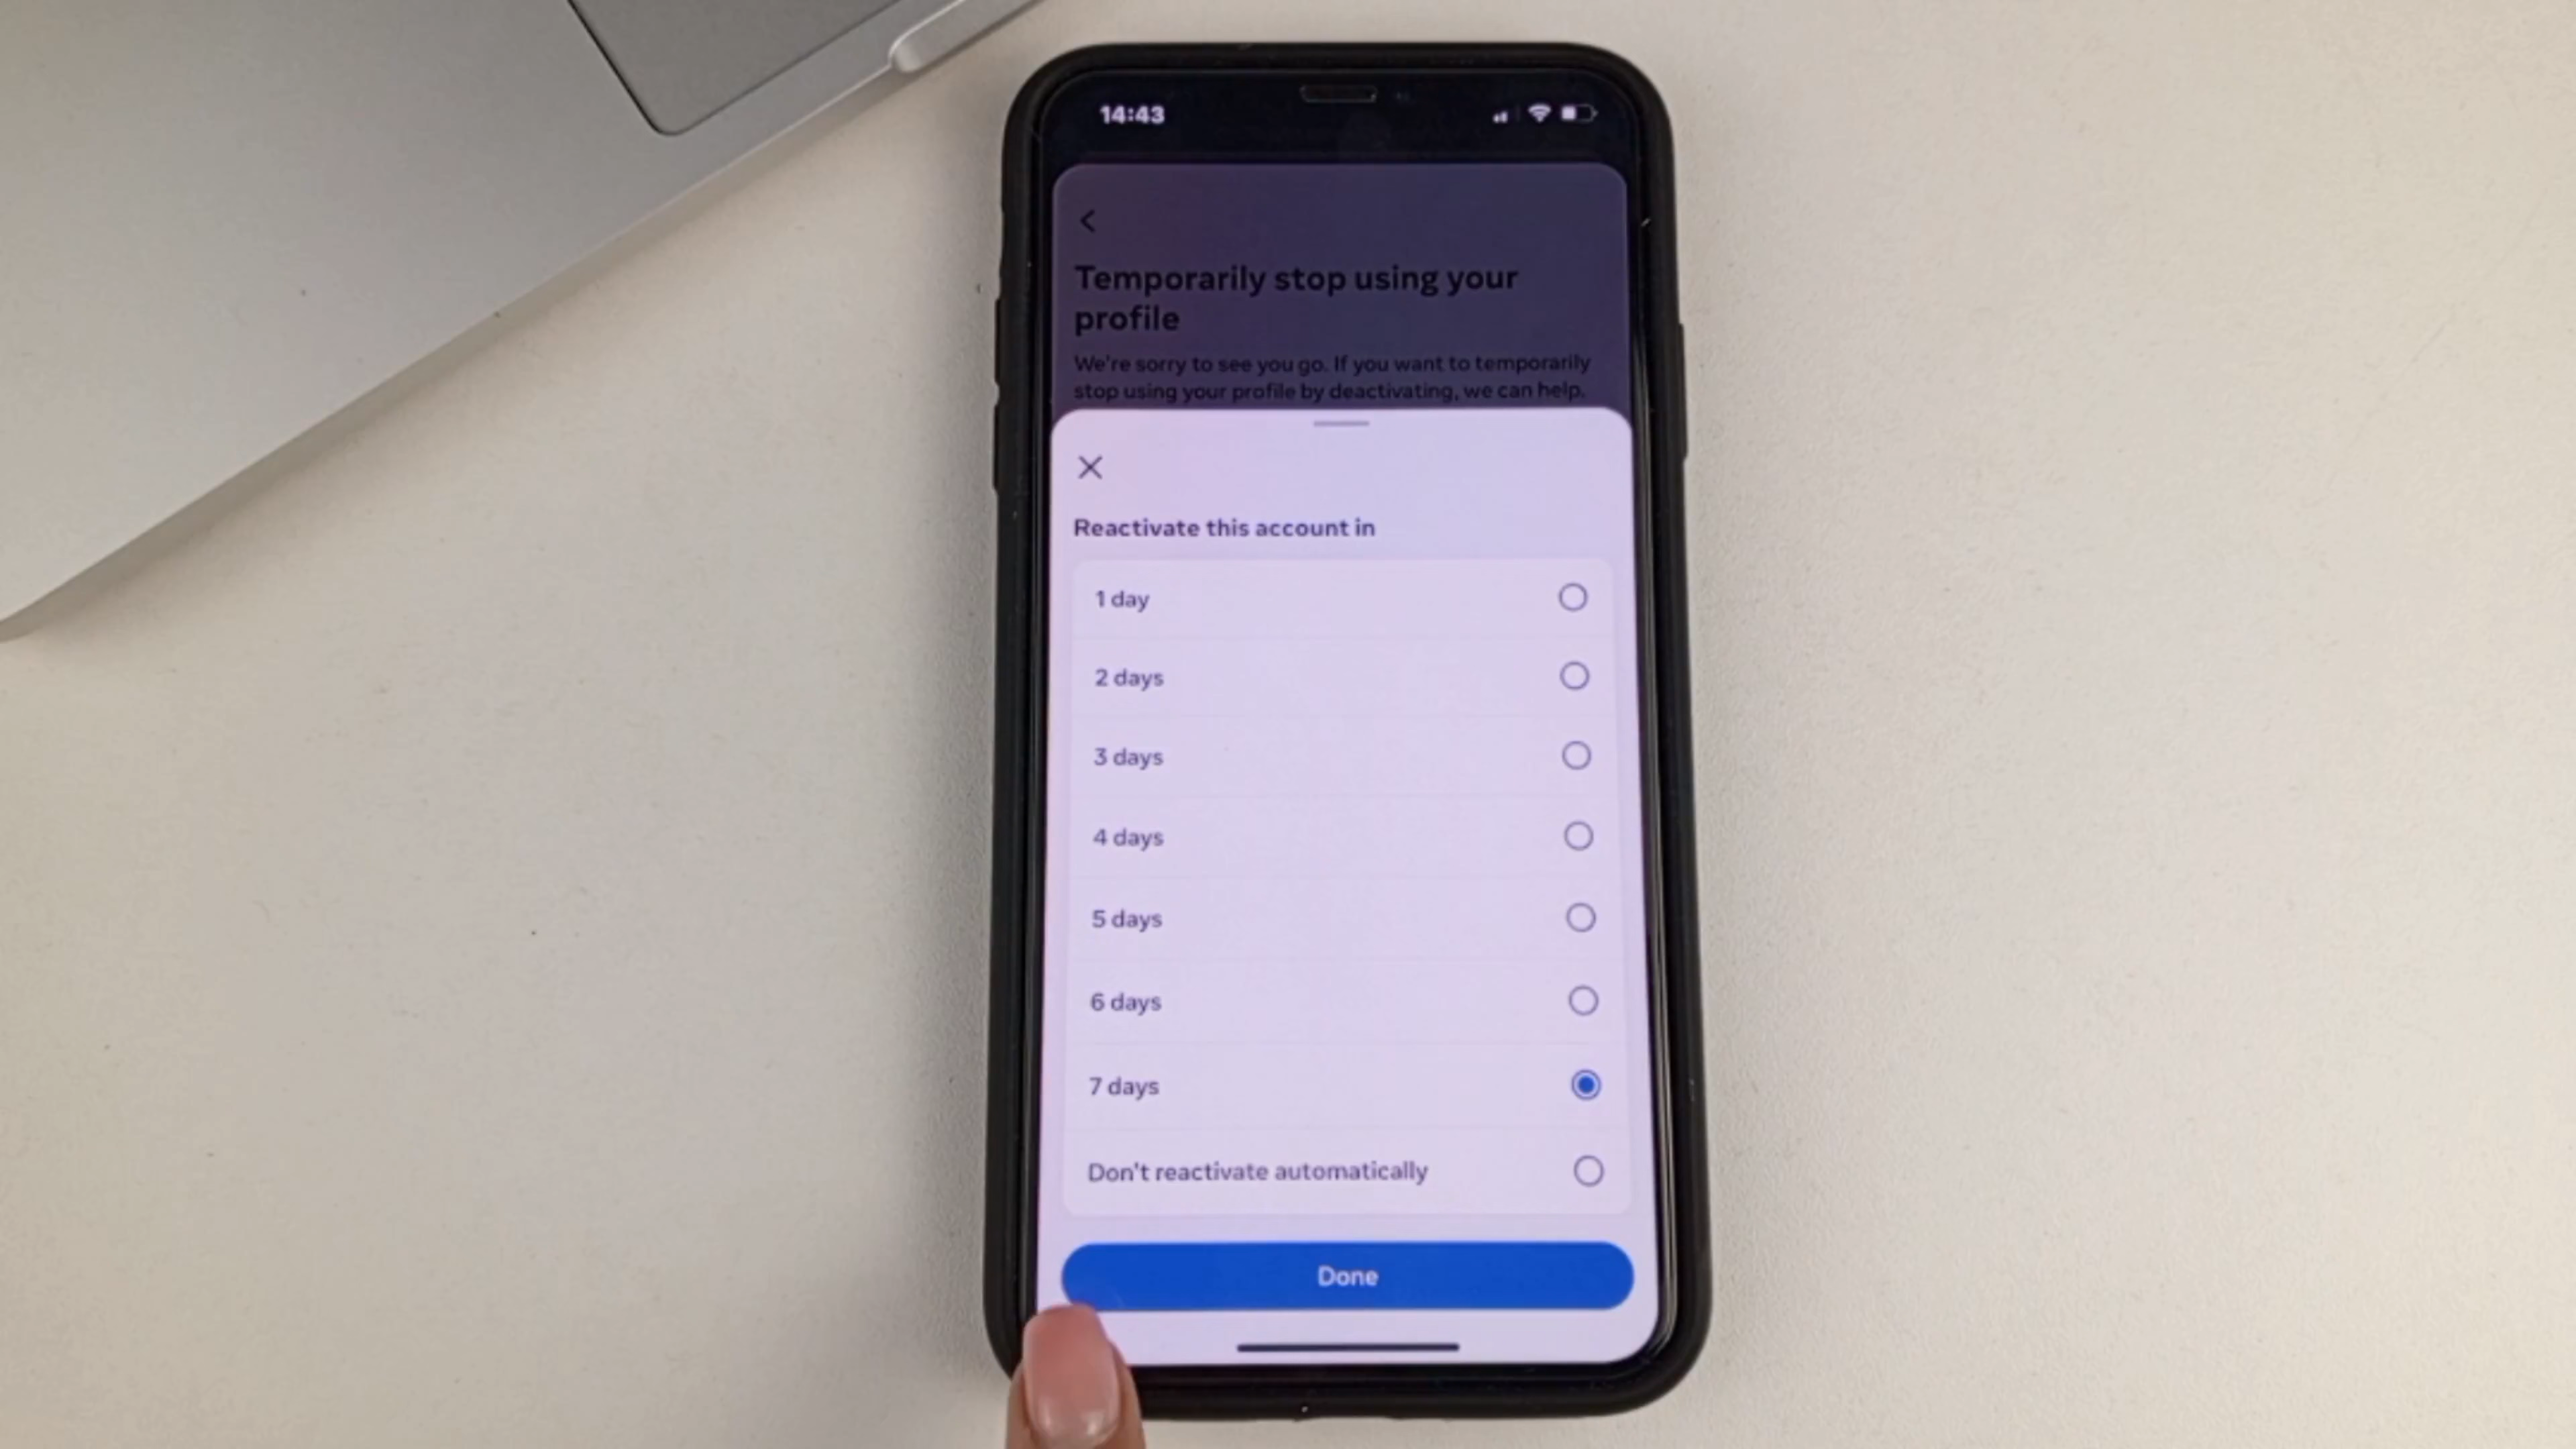 14:43
Temporarily stop using your
profile
We're sorry to see you go. If you want to temporarily
stop using your profile by deactivating, we can help.
Reactivate this account in
1 day
2 days
3 days
4 days
5 days
6 days
7 days
Don't reactivate automatically
Done